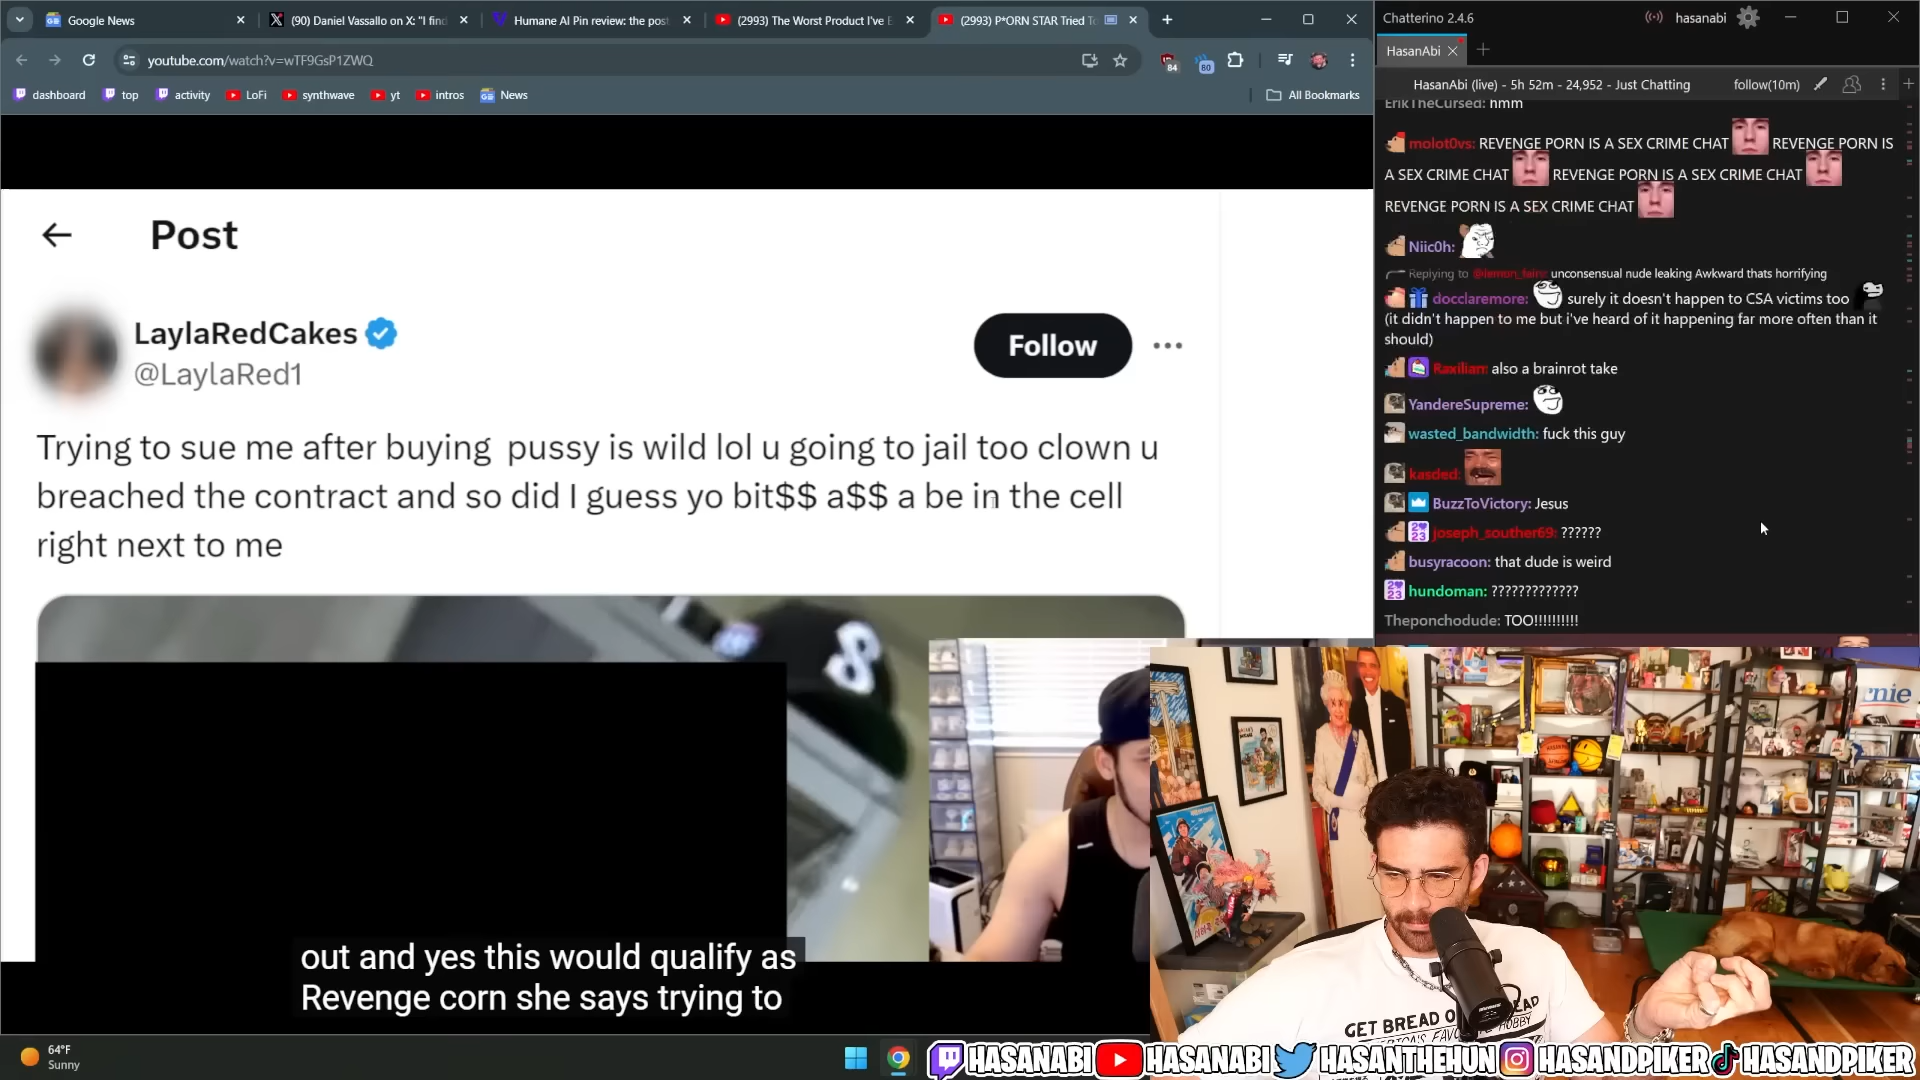 Google News
(90) Daniel Vassallo on X: "I find
Humane AI Pin review: the post
(2993) The Worst Product I've E
(2993) P*ORN STAR Tried To
youtube.com/watch?v=wTF9GsP1ZWQ
84
80
dashboard
top
activity
LoFi
synthwave
yt
intros
News
All Bookmarks
Post
LaylaRedCakes
@LaylaRed1
Follow
Trying to sue me after buying pussy is wild lol u going to jail too clown u
breached the contract and so did I guess yo bit$$ a$$ a be in the cell
right next to me
out and yes this would qualify as
Revenge corn she says trying to
64°F
Sunny
Chatterino 2.4.6
hasanabi
HasanAbi
HasanAbi (live) - 5h 52m - 24,952 - Just Chatting
follow(10m)
ErikTheCursed: hmm
molot0vs: REVENGE PORN IS A SEX CRIME CHAT REVENGE PORN IS
A SEX CRIME CHAT REVENGE PORN IS A SEX CRIME CHAT
REVENGE PORN IS A SEX CRIME CHAT
Niic0h:
Replying to @lemon_fairy: unconsensual nude leaking Awkward thats horrifying
docclaremore: surely it doesn't happen to CSA victims too
(it didn't happen to me but i've heard of it happening far more often than it
should)
Raxilian: also a brainrot take
YandereSupreme:
wasted_bandwidth: fuck this guy
kasded:
BuzzToVictory: Jesus
joseph_souther69: ??????
busyracoon: that dude is weird
hundoman: ?????????????
Theponchodude: TOO!!!!!!!!!!
rnie
GET BREAD
HOBBY
HASANABI
HASANABI
HASANTHEHUN
HASANDPIKER
HASANDPIKER